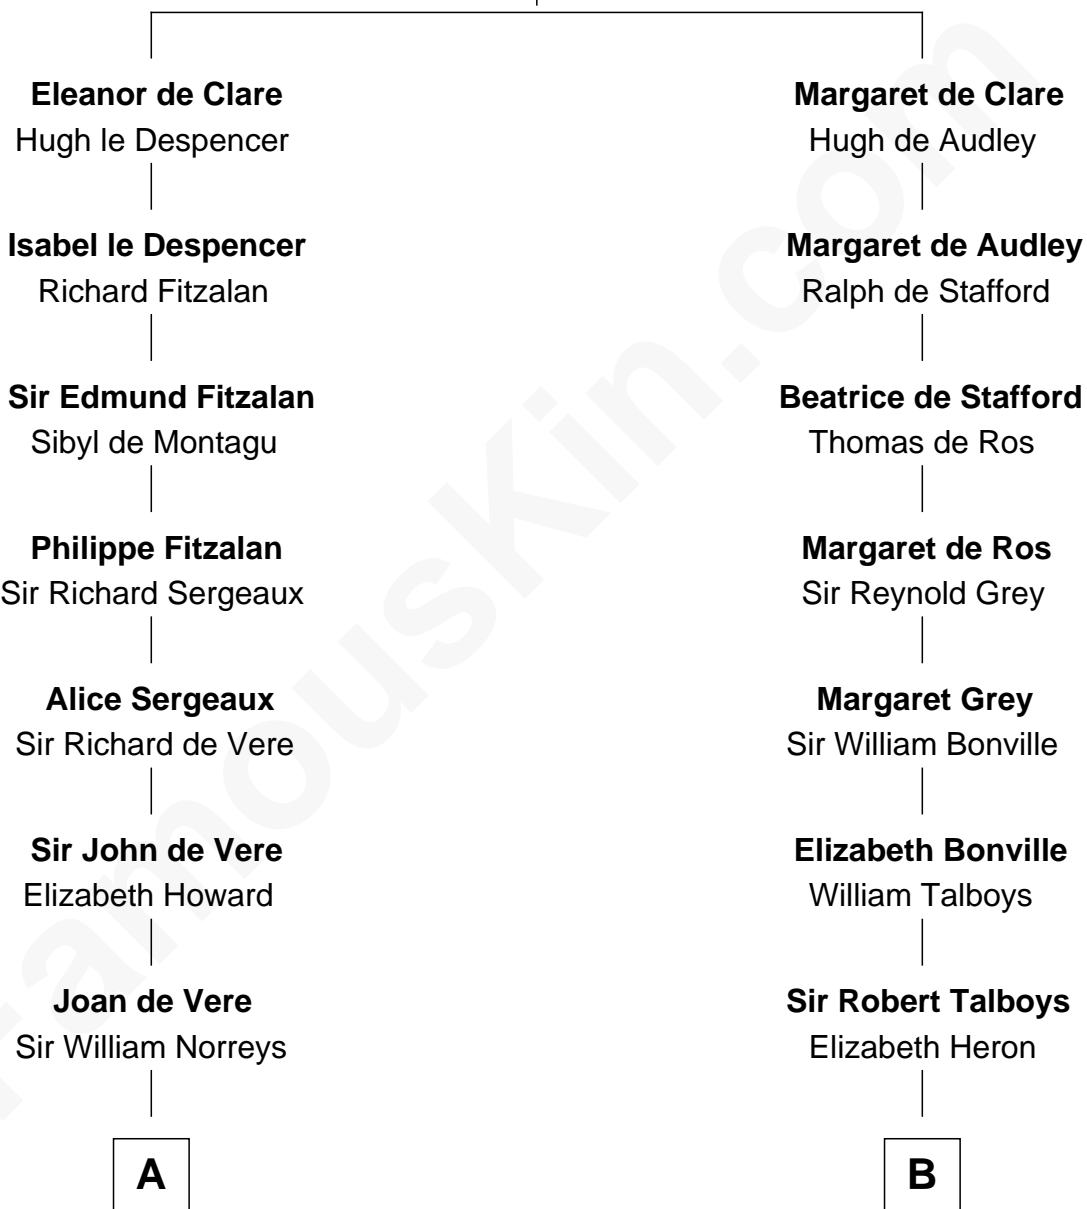 Eleanor de Clare
Hugh le Despencer
Margaret de Clare
Hugh de Audley
Isabel le Despencer
Richard Fitzalan
Margaret de Audley
Ralph de Stafford
Sir Edmund Fitzalan
Sibyl de Montagu
Beatrice de Stafford
Thomas de Ros
Philippe Fitzalan
Sir Richard Sergeaux
Margaret de Ros
Sir Reynold Grey
Alice Sergeaux
Sir Richard de Vere
Margaret Grey
Sir William Bonville
Sir John de Vere
Elizabeth Howard
Elizabeth Bonville
William Talboys
Joan de Vere
Sir William Norreys
Sir Robert Talboys
Elizabeth Heron
A
B
FamousKin.com